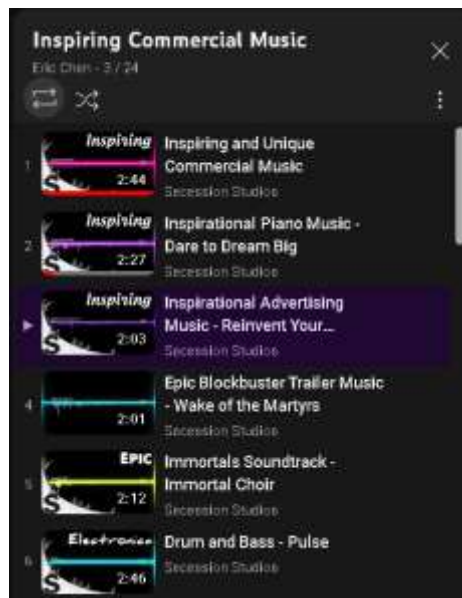 Inspiring Commercial Music
Eric Chen - 3 / 24
1
Inspiring
2:44
Inspiring and Unique
Commercial Music
Secession Studios
2
Inspiring
2:27
Inspirational Piano Music -
Dare to Dream Big
Secession Studios
Inspiring
2:03
Inspirational Advertising
Music - Reinvent Your...
Secession Studios
4
2:01
Epic Blockbuster Trailer Music
- Wake of the Martyrs
Secession Studios
5
EPIC
2:12
Immortals Soundtrack -
Immortal Choir
Secession Studios
6
Electronica
2:46
Drum and Bass - Pulse
Secession Studios